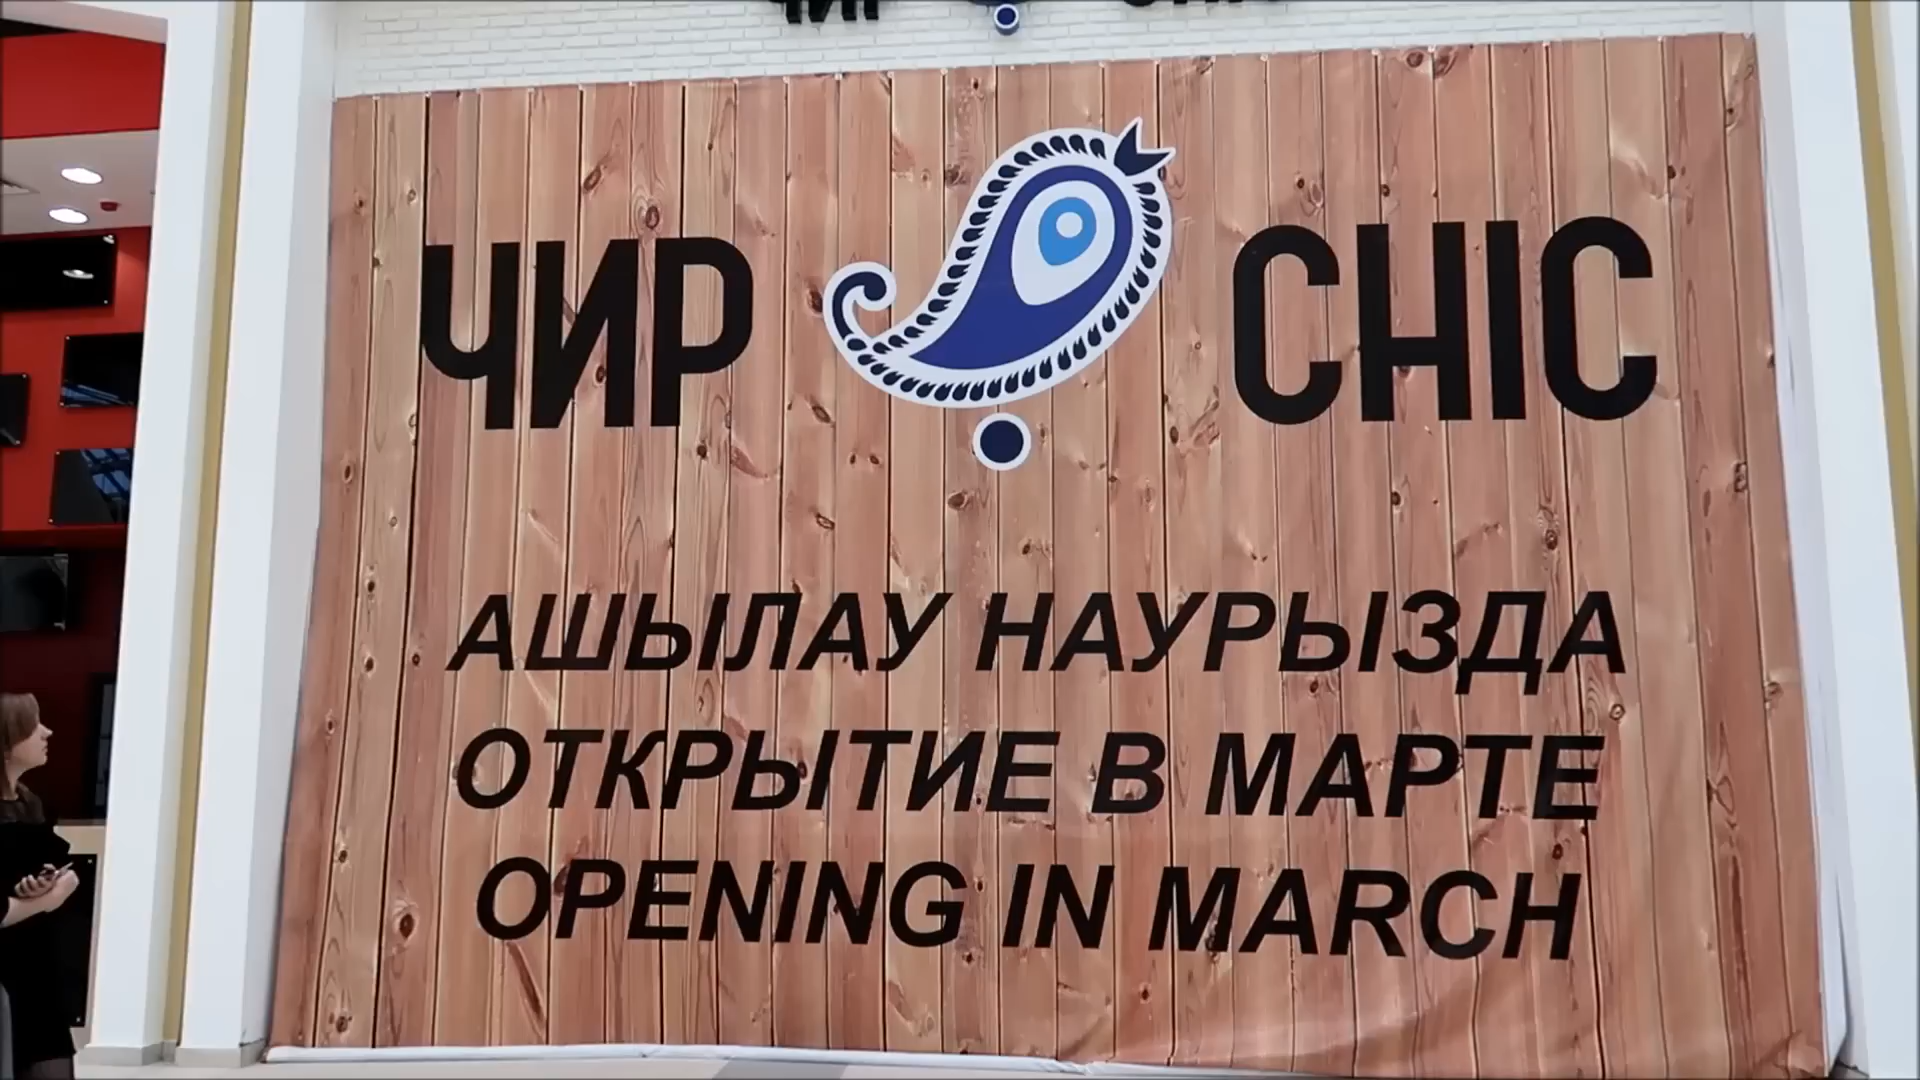 ЧИР CHIC
АШЫЛАУ НАУРЫЗДА
ОТКРЫТИЕ В МАРТЕ
OPENING IN MARCH